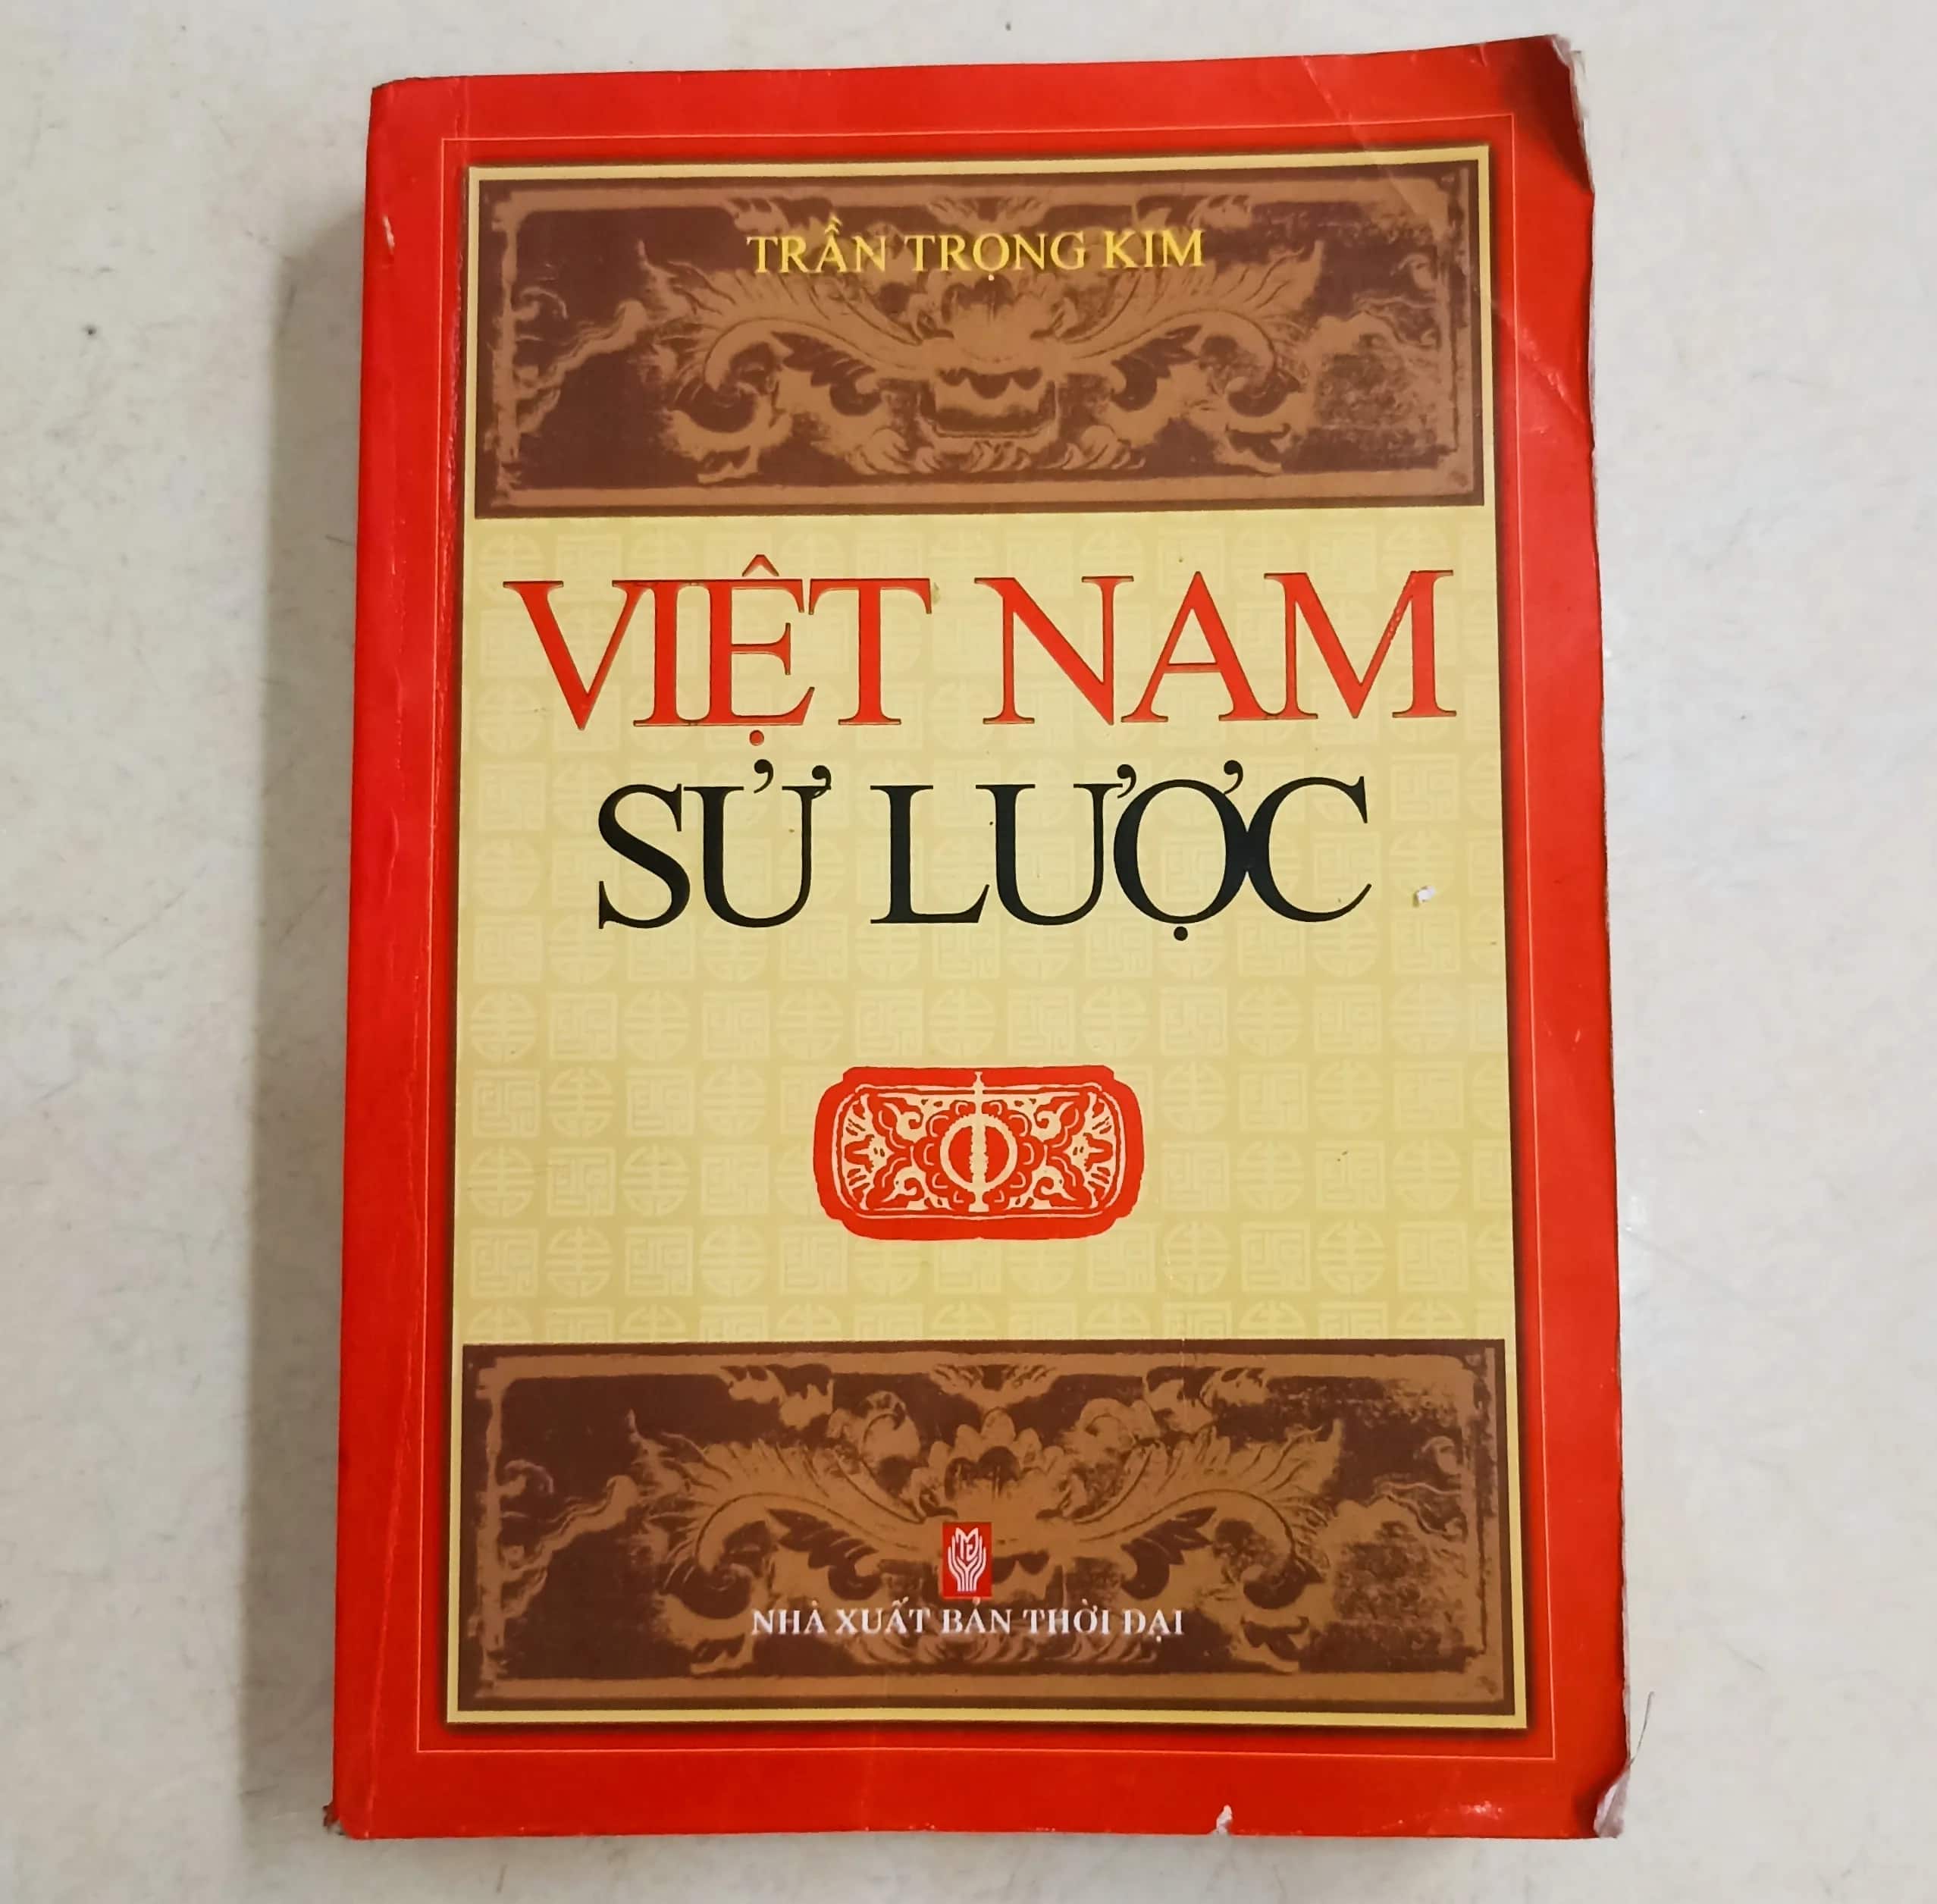 TRẦN TRỌNG KIM
VIỆT NAM
SỬ LƯỢC
NHÀ XUẤT BẢN THỜI ĐẠI